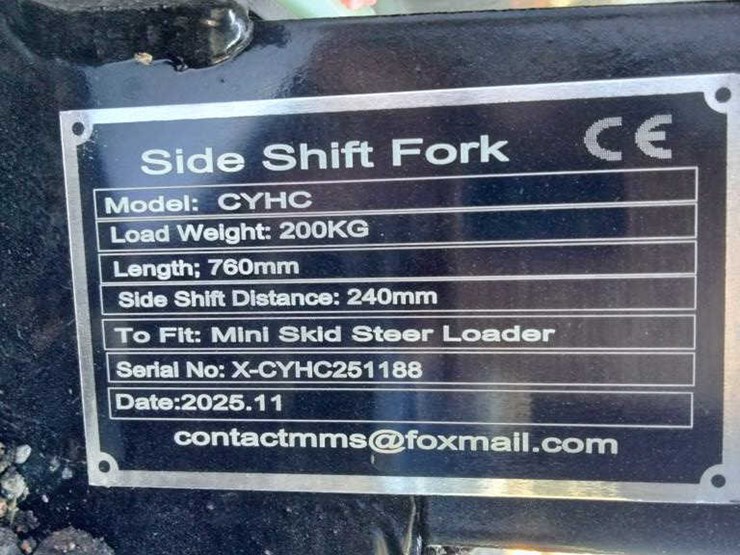 Side Shift Fork CE
Model: CYHC
Load Weight: 200KG
Length; 760mm
Side Shift Distance: 240mm
To Fit: Mini Skid Steer Loader
Serial No: X-CYHC251188
Date:2025.11
contactmms@foxmail.com